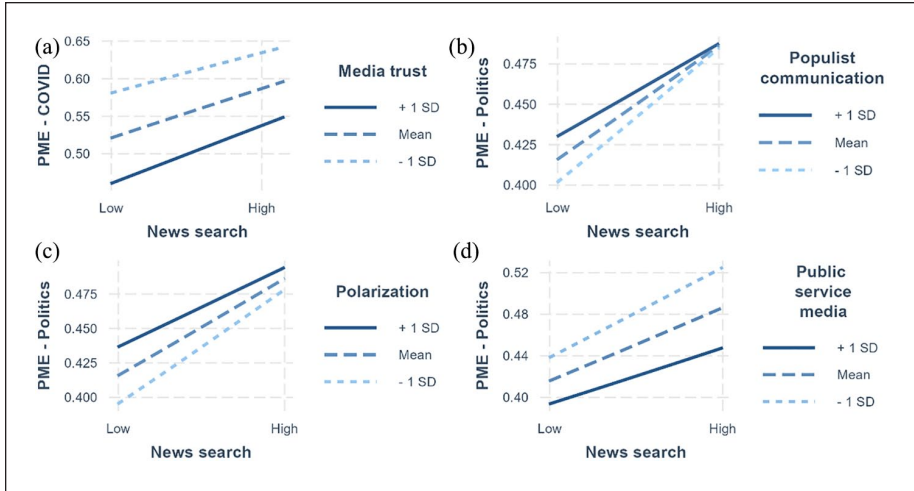 (a)
PME - COVID
0.65
0.60
0.55
0.50
Low
High
News search
Media trust
+ 1 SD
Mean
- 1 SD
(b)
PME - Politics
0.475
0.450
0.425
0.400
Low
High
News search
Populist
communication
+ 1 SD
Mean
- 1 SD
(c)
PME - Politics
0.475
0.450
0.425
0.400
Low
High
News search
Polarization
+ 1 SD
Mean
- 1 SD
(d)
PME - Politics
0.52
0.48
0.44
0.40
Low
High
News search
Public
service
media
+ 1 SD
Mean
- 1 SD